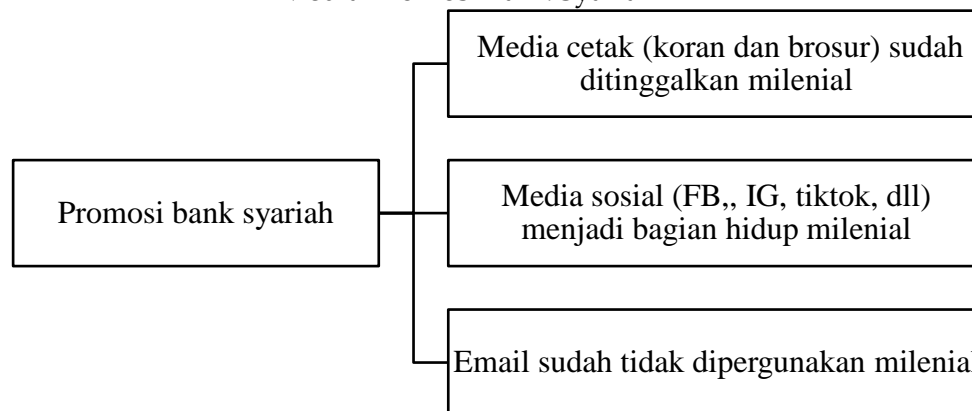 Media cetak (koran dan brosur) sudah
ditinggalkan milenial
Promosi bank syariah
Media sosial (FB,, IG, tiktok, dll)
menjadi bagian hidup milenial
Email sudah tidak dipergunakan milenial